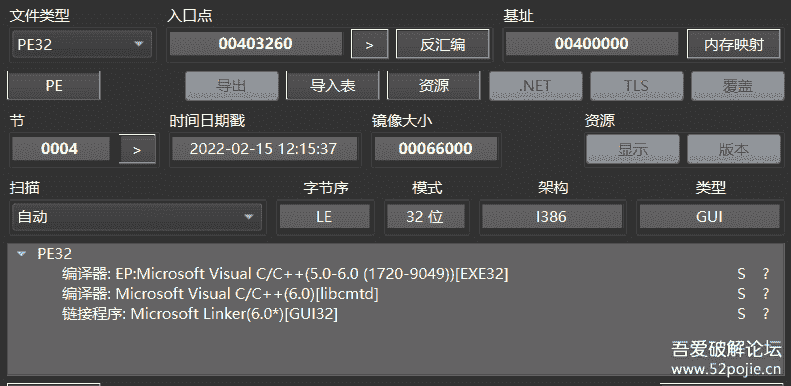 文件类型 入口点 基址
PE32 00403260 > 反汇编 00400000 内存映射
PE 导出 导入表 资源 .NET TLS 覆盖
节 时间日期戳 镜像大小 资源
0004 > 2022-02-15 12:15:37 00066000 显示 版本
扫描 字节序 模式 架构 类型
自动 LE 32 位 I386 GUI
PE32
编译器: EP:Microsoft Visual C/C++(5.0-6.0 (1720-9049))[EXE32] S ?
编译器: Microsoft Visual C/C++(6.0)[libcmtd] S ?
链接程序: Microsoft Linker(6.0*)[GUI32] S ?
吾爱破解论坛
www.52pojie.cn